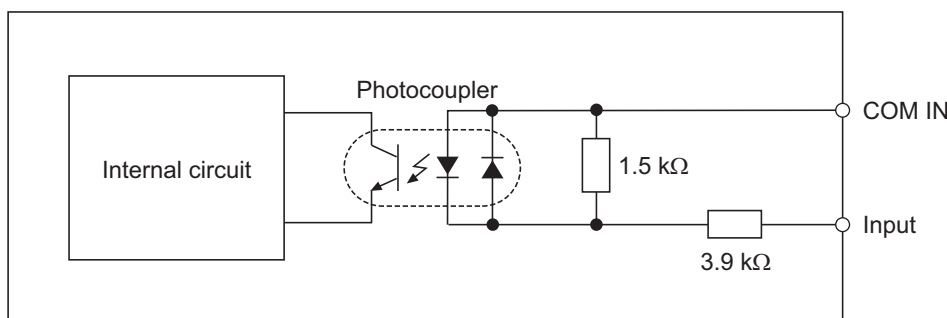 Photocoupler
COM IN
Internal circuit
1.5 kΩ
Input
3.9 kΩ